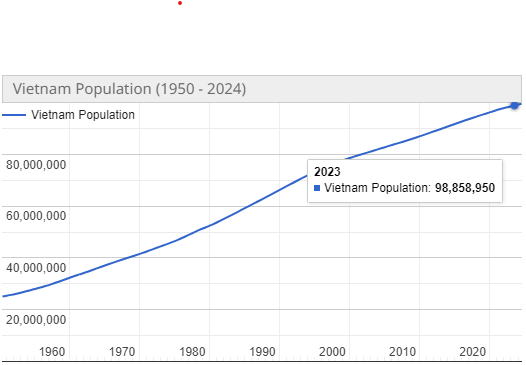 Vietnam Population (1950 - 2024)
Vietnam Population
80,000,000
2023
Vietnam Population: 98,858,950
60,000,000
40,000,000
20,000,000
1960 1970 1980 1990 2000 2010 2020